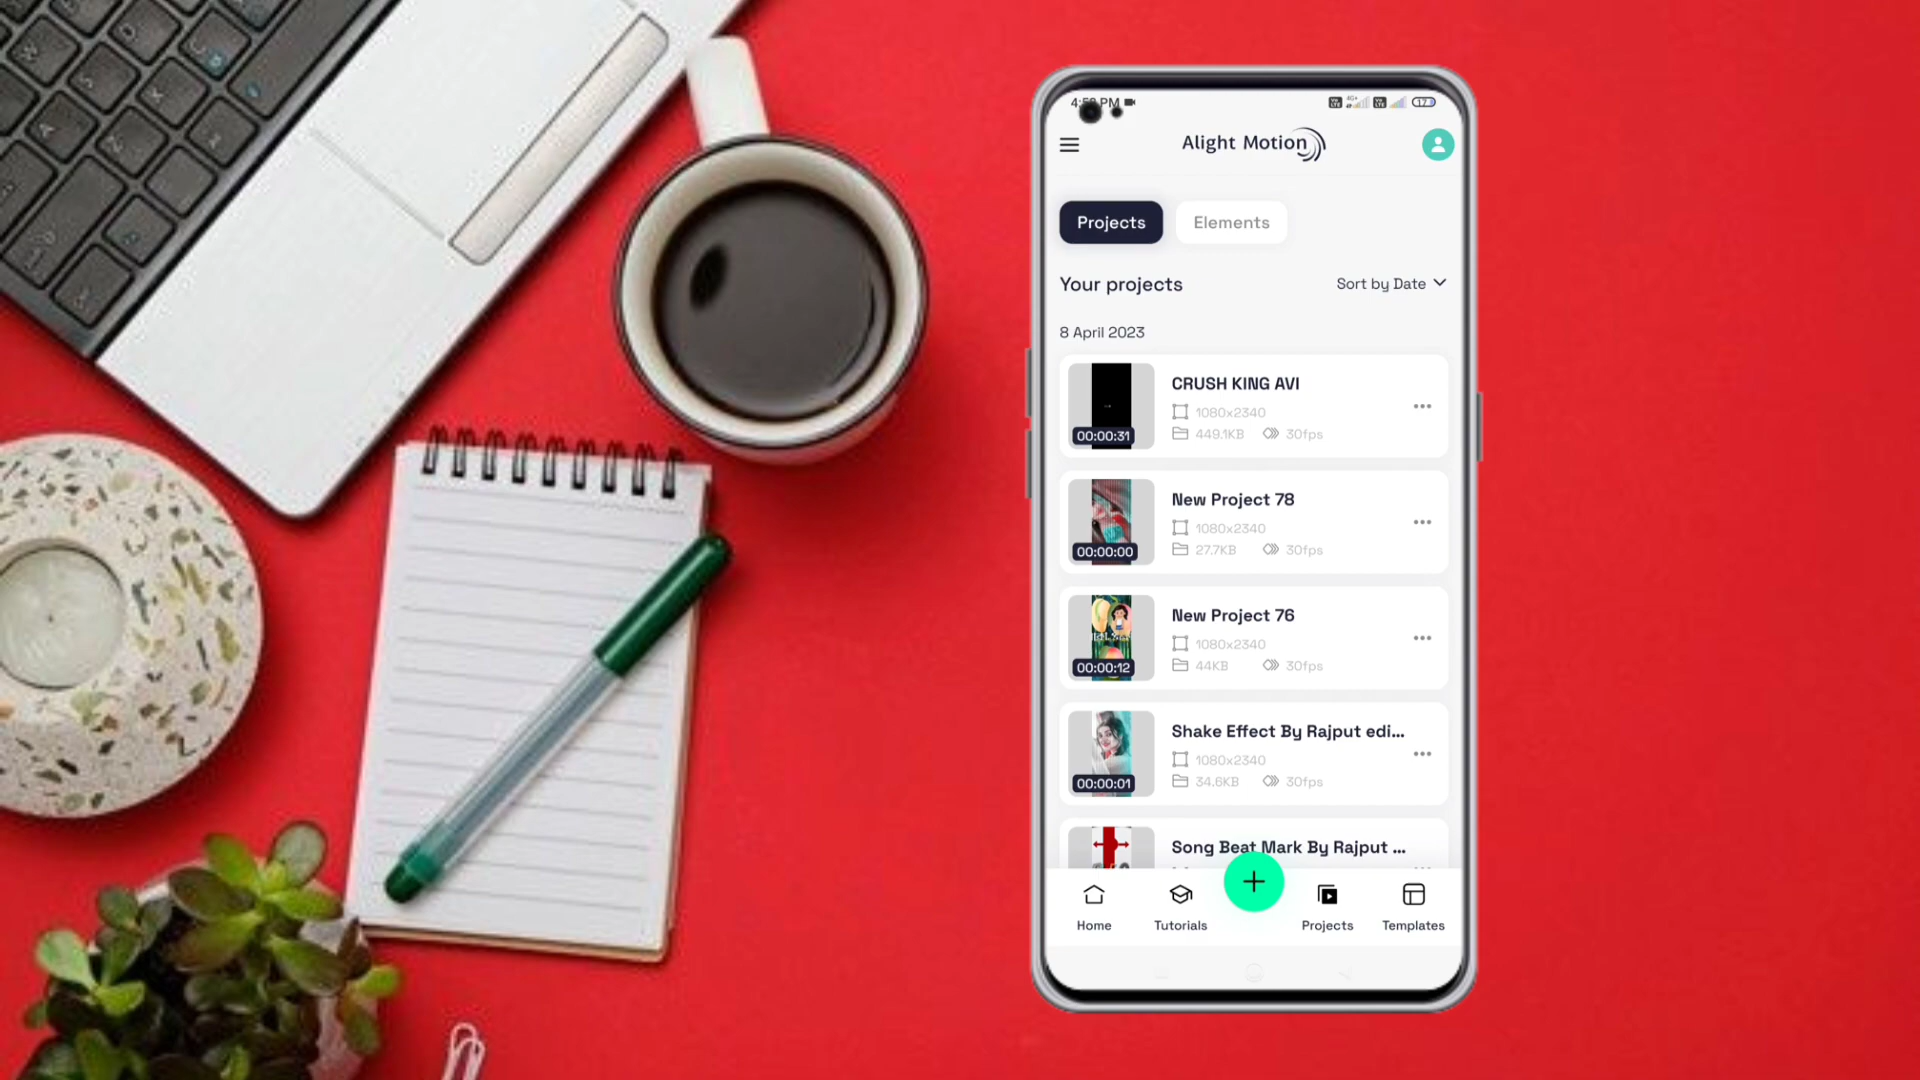 Alight Motion
Projects
Elements
Your projects
Sort by Date
8 April 2023
CRUSH KING AVI
1080x2340
449.1KB
30fps
00:00:31
New Project 78
1080x2340
27.7KB
30fps
00:00:00
New Project 76
1080x2340
44KB
30fps
00:00:12
Shake Effect By Rajput edi...
1080x2340
34.6KB
30fps
00:00:01
Song Beat Mark By Rajput ...
Home
Tutorials
Projects
Templates